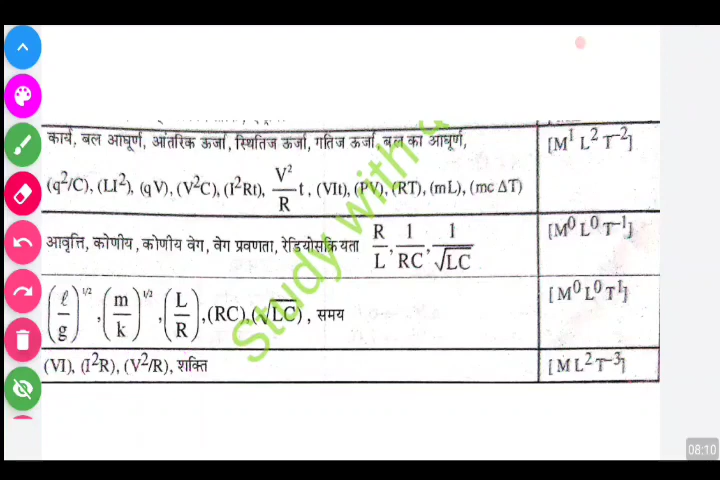 कार्य, बल आघूर्ण, आंतरिक ऊर्जा, स्थितिज ऊर्जा, गतिज ऊर्जा, बल का आघूर्ण, [M¹ L² T⁻²]
(q²/C), (LI²), (qV), (V²C), (I²Rt), V²/R t, (VIt), (PV), (RT), (mL), (mc ΔT)
आवृत्ति, कोणीय, कोणीय वेग, वेग प्रवणता, रेडियोसक्रियता R/L, 1/RC, 1/√LC [M⁰ L⁰ T⁻¹]
(ℓ/g)^1/2, (m/k)^1/2, (L/R), (RC), (√LC), समय [M⁰ L⁰ T¹]
(VI), (I²R), (V²/R), शक्ति [M L² T⁻³]
Study with
08:10